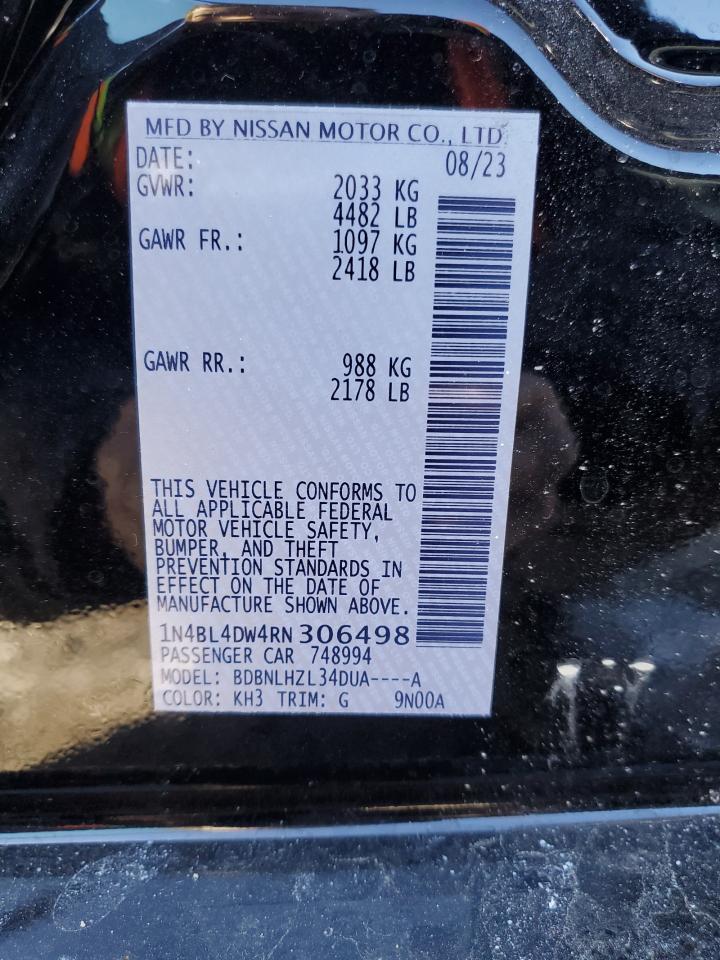 MFD BY NISSAN MOTOR CO., LTD.
DATE: 08/23
GVWR: 2033 KG
4482 LB
GAWR FR.: 1097 KG
2418 LB
GAWR RR.: 988 KG
2178 LB
THIS VEHICLE CONFORMS TO
ALL APPLICABLE FEDERAL
MOTOR VEHICLE SAFETY,
BUMPER, AND THEFT
PREVENTION STANDARDS IN
EFFECT ON THE DATE OF
MANUFACTURE SHOWN ABOVE.
1N4BL4DW4RN306498
PASSENGER CAR 748994
MODEL: BDBNLHZL34DUA----A
COLOR: KH3 TRIM: G 9N00A